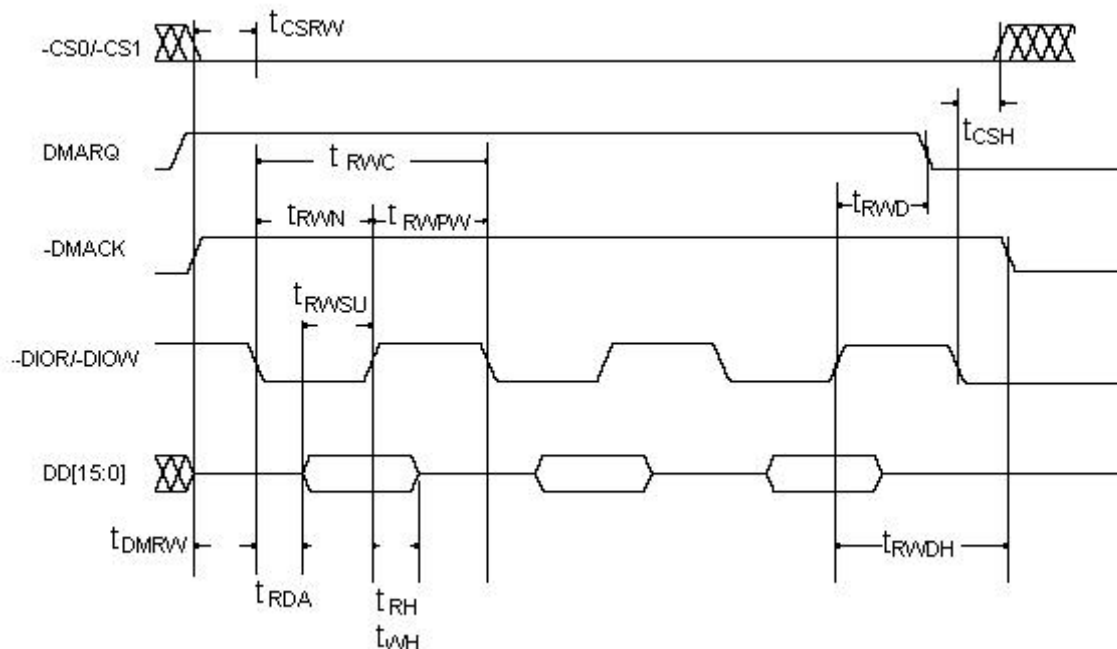 tCSRW
-CS0/-CS1
tCSH
DMARQ
tRWC
tRWD
tRWN
tRWPW
-DMACK
tRWSU
-DIOR/-DIOW
DD[15:0]
tDMRW
tRWDH
tRDA
tRH
tWH